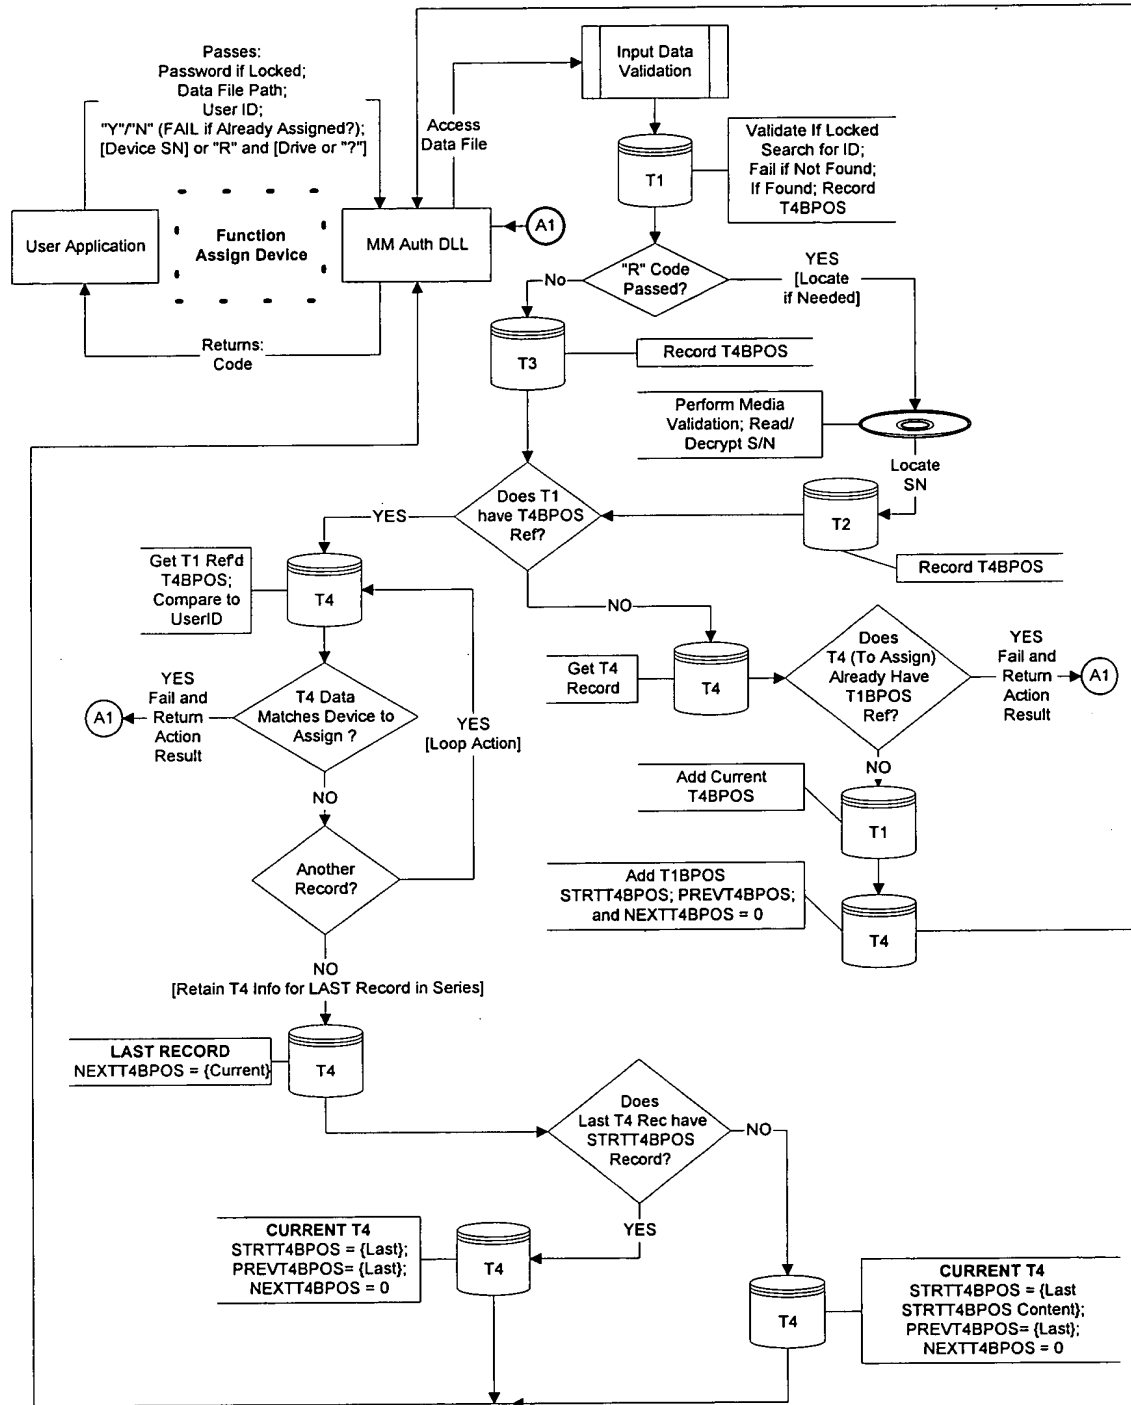 Passes:
Password if Locked;
Data File Path;
User ID;
"Y"/"N" (FAIL if Already Assigned?);
[Device SN] or "R" and [Drive or "?"]
User Application
Function
Assign Device
MM Auth DLL
A1
Returns:
Code
Access
Data File
Input Data
Validation
T1
Validate If Locked
Search for ID;
Fail if Not Found;
If Found; Record
T4BPOS
"R" Code
Passed?
No
YES
[Locate
if Needed]
T3
Record T4BPOS
Perform Media
Validation; Read/
Decrypt S/N
Locate
SN
T2
Record T4BPOS
Does T1
have T4BPOS
Ref?
YES
Get T1 Ref'd
T4BPOS;
Compare to
UserID
T4
NO
Get T4
Record
T4
Does
T4 (To Assign)
Already Have
T1BPOS
Ref?
YES
Fail and
Return
Action
Result
A1
T4 Data
Matches Device to
Assign ?
YES
Fail and
Return
Action
Result
A1
YES
[Loop Action]
NO
Another
Record?
NO
Add Current
T4BPOS
T1
Add T1BPOS
STRTT4BPOS; PREVT4BPOS;
and NEXTT4BPOS = 0
T4
NO
[Retain T4 Info for LAST Record in Series]
LAST RECORD
NEXTT4BPOS = {Current}
T4
Does
Last T4 Rec have
STRTT4BPOS
Record?
NO
YES
CURRENT T4
STRTT4BPOS = {Last};
PREVT4BPOS= {Last};
NEXTT4BPOS = 0
T4
T4
CURRENT T4
STRTT4BPOS = {Last
STRTT4BPOS Content};
PREVT4BPOS= {Last};
NEXTT4BPOS = 0